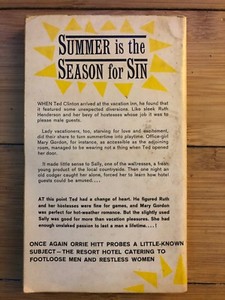 SUMMER is the
SEASON for SIN
WHEN Ted Clinton arrived at the vacation inn, he found that
it featured some unexpected diversions. Like sleek Ruth
Henderson and her bevy of hostesses whose job it was to
please male guests.
Lady vacationers, too, starving for love and excitement,
did their share to turn summertime into playtime. Office-girl
Mary Gordon, for instance, as accessible as the adjoining
room, managed to be wearing not a thing when Ted opened
her door.
It made little sense to Sally, one of the waitresses, a lean
young product of the local countryside. Then one night an
old codger caught her alone, forced her to learn how hotel
guests could be amused....
AT this point Ted had a change of heart. He figured Ruth
and her hostesses were fine for games, and Mary Gordon
was perfect for hot-weather romance. But the slightly used
Sally was good for more than vacation pleasures. She had
enough unslaked passion to last a man a lifetime....!
ONCE AGAIN ORRIE HITT PROBES A LITTLE-KNOWN
SUBJECT—THE RESORT HOTEL CATERING TO
FOOTLOOSE MEN AND RESTLESS WOMEN